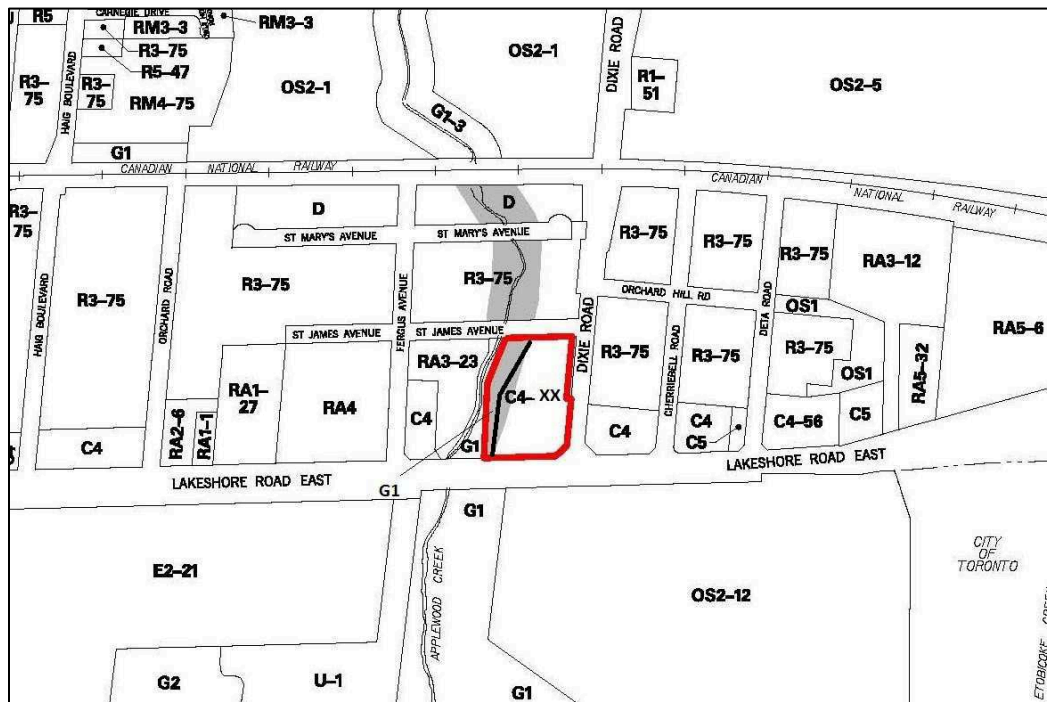 R5
CARNEGIE DRIVE
RM3-3
RM3-3
R3-75
R5-47
R3-
75
HAIG BOULEVARD
R3-
75
RM4-75
G1
OS2-1
G1-3
OS2-1
DIXIE ROAD
R1-
51
OS2-5
CANADIAN
NATIONAL
RAILWAY
CANADIAN
NATIONAL
RAILWAY
R3-
75
HAIG BOULEVARD
R3-75
ORCHARD ROAD
D
ST MARY'S AVENUE
D
ST MARY'S AVENUE
R3-75
FERGUS AVENUE
R3-75
ST JAMES AVENUE
ST JAMES AVENUE
DIXIE ROAD
R3-75
R3-75
R3-75
RA3-12
ORCHARD HILL RD
DETA ROAD
OS1
RA5-6
RA1-
27
RA4
RA3-23
C4
C4- XX
G1
R3-75
CHERRIEBELL ROAD
R3-75
R3-75
OS1
RA5-32
C4
RA2-6
RA1-1
C4
C4
C5
C4-56
C5
LAKESHORE ROAD EAST
LAKESHORE ROAD EAST
G1
G1
E2-21
APPLEWOOD CREEK
OS2-12
CITY
OF
TORONTO
ETOBICOKE
G2
U-1
G1